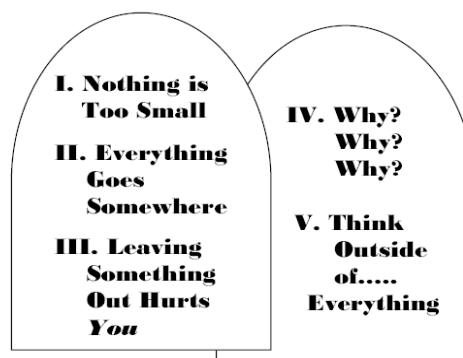 I. Nothing is
Too Small
II. Everything
Goes
Somewhere
III. Leaving
Something
Out Hurts
You
IV. Why?
Why?
Why?
V. Think
Outside
of.....
Everything